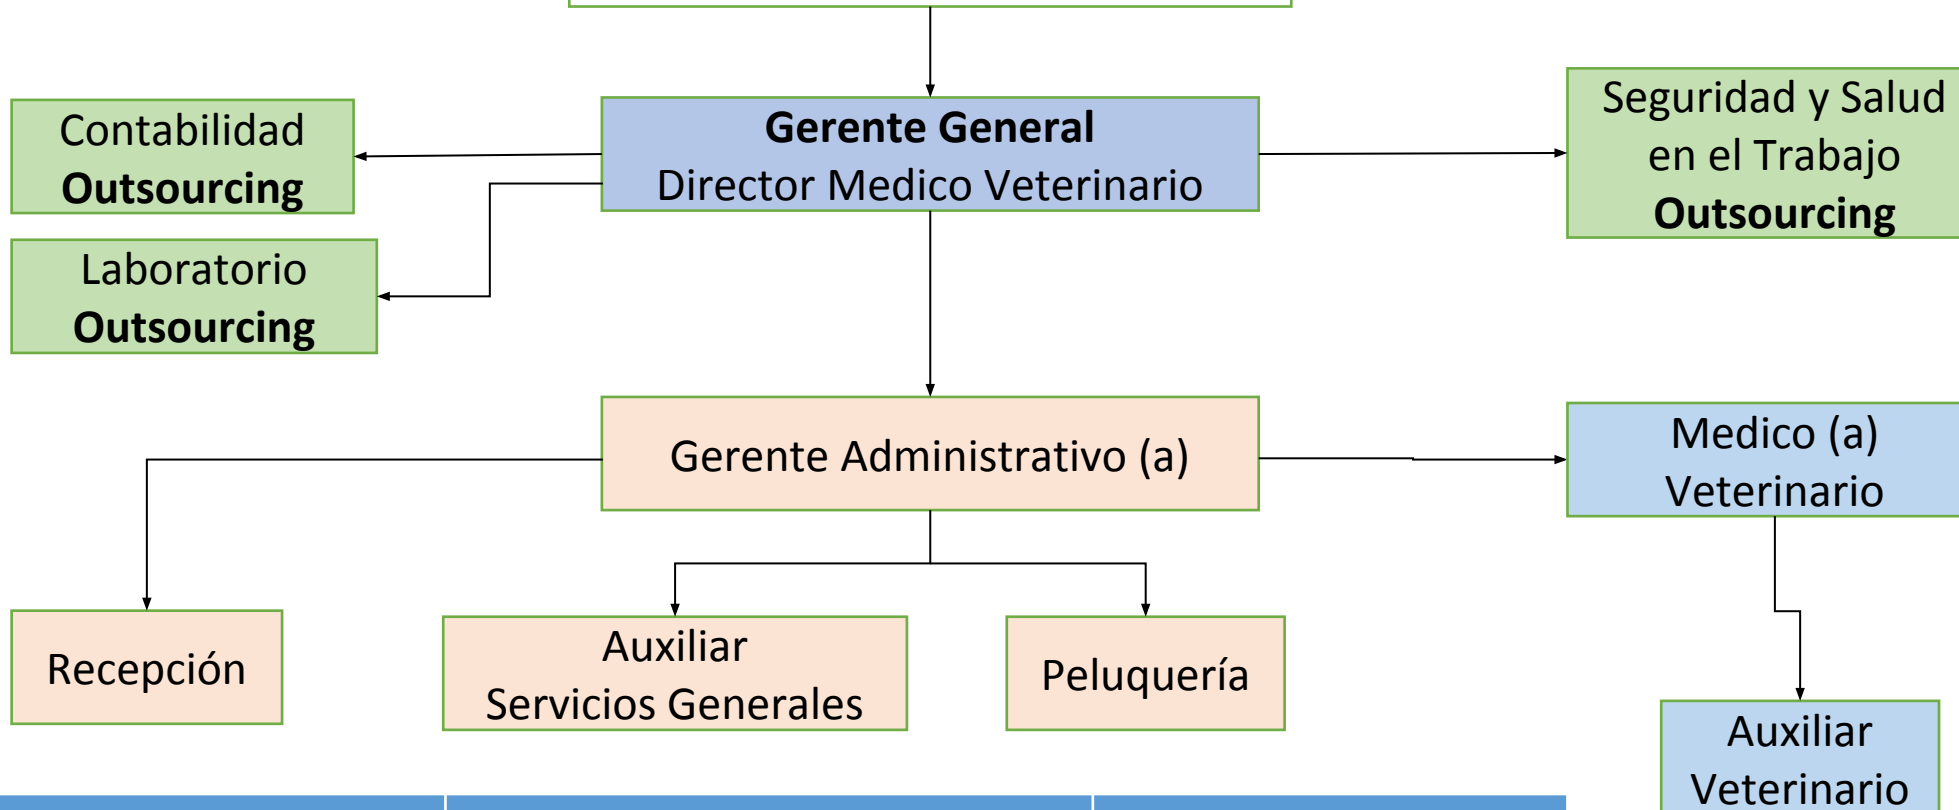 Contabilidad
Outsourcing
Gerente General
Director Medico Veterinario
Seguridad y Salud
en el Trabajo
Outsourcing
Laboratorio
Outsourcing
Gerente Administrativo (a)
Medico (a)
Veterinario
Recepción
Auxiliar
Servicios Generales
Peluquería
Auxiliar
Veterinario